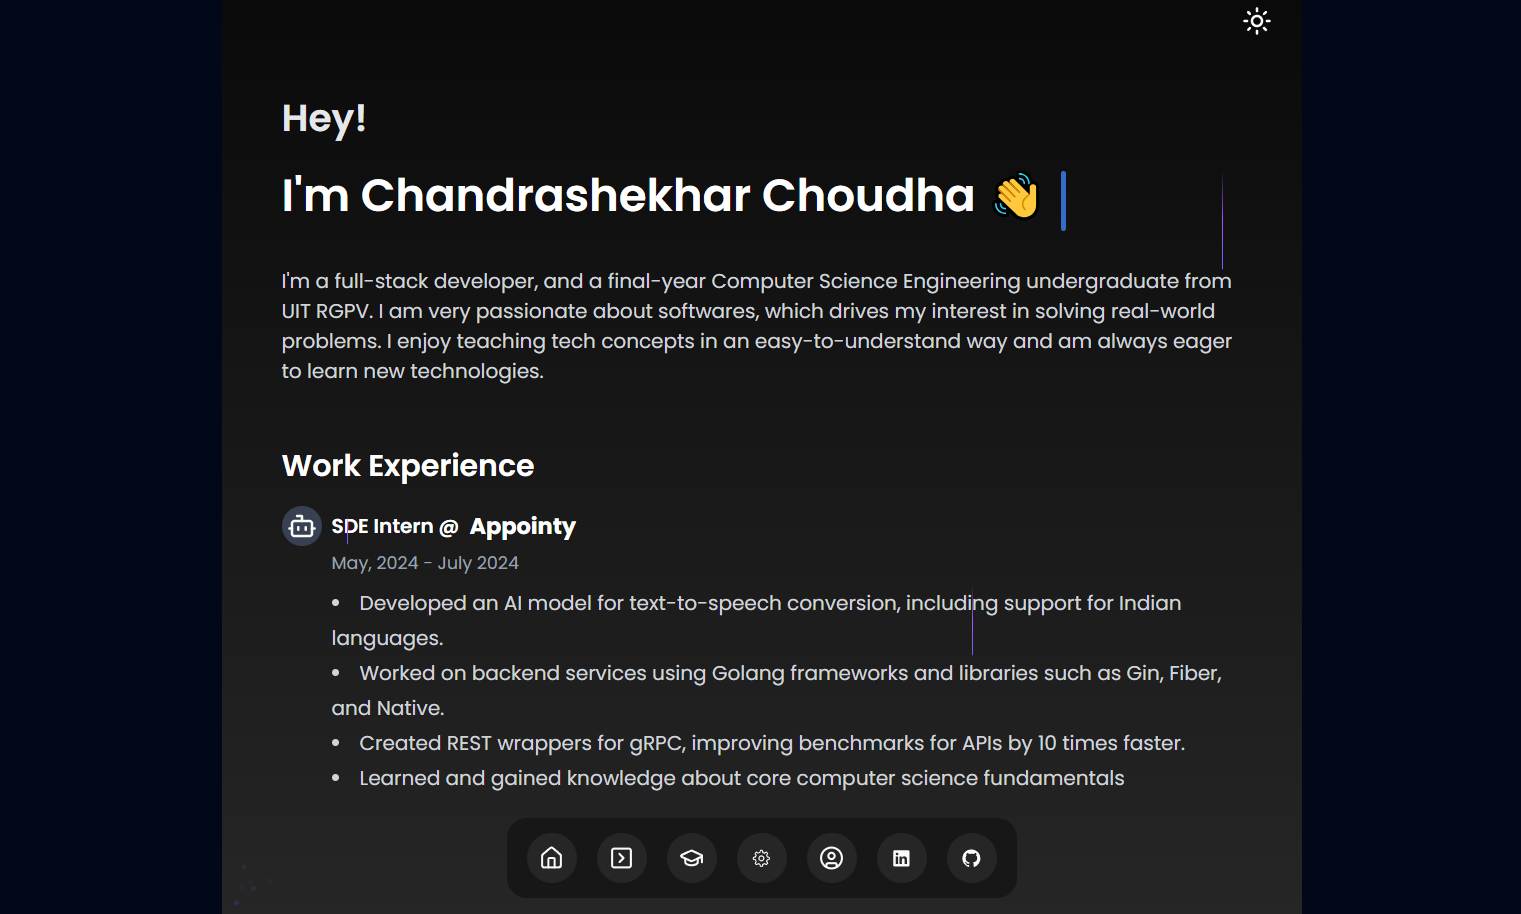 Hey!
I'm Chandrashekhar Choudha 👋
I'm a full-stack developer, and a final-year Computer Science Engineering undergraduate from
UIT RGPV. I am very passionate about softwares, which drives my interest in solving real-world
problems. I enjoy teaching tech concepts in an easy-to-understand way and am always eager
to learn new technologies.
Work Experience
SDE Intern @ Appointy
May, 2024 - July 2024
• Developed an AI model for text-to-speech conversion, including support for Indian
languages.
• Worked on backend services using Golang frameworks and libraries such as Gin, Fiber,
and Native.
• Created REST wrappers for gRPC, improving benchmarks for APIs by 10 times faster.
• Learned and gained knowledge about core computer science fundamentals